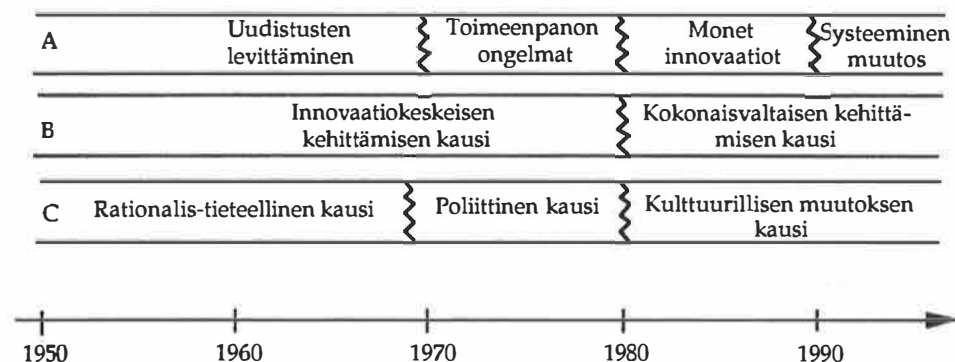 A
Uudistusten
levittäminen
Toimeenpanon
ongelmat
Monet
innovaatiot
Systeeminen
muutos
B
Innovaatiokeskeisen
kehittämisen kausi
Kokonaisvaltaisen kehittä-
misen kausi
C
Rationalis-tieteellinen kausi
Poliittinen kausi
Kulttuurillisen muutoksen
kausi
1950
1960
1970
1980
1990